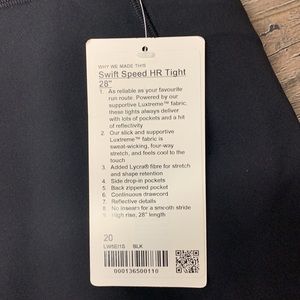 WHY WE MADE THIS
Swift Speed HR Tight
28"
1. As reliable as your favourite
run route: Powered by our
supportive Luxtreme™ fabric,
these tights always deliver
with lots of pockets and a hit
of reflectivity
2. Our slick and supportive
Luxtreme™ fabric is
sweat-wicking, four-way
stretch, and feels cool to the
touch
3. Added Lycra® fibre for stretch
and shape retention
4. Side drop-in pockets
5. Back zippered pocket
6. Continuous drawcord
7. Reflective details
8. No inseam for a smooth stride
9. High rise, 28" length
20
BLK
000136500110